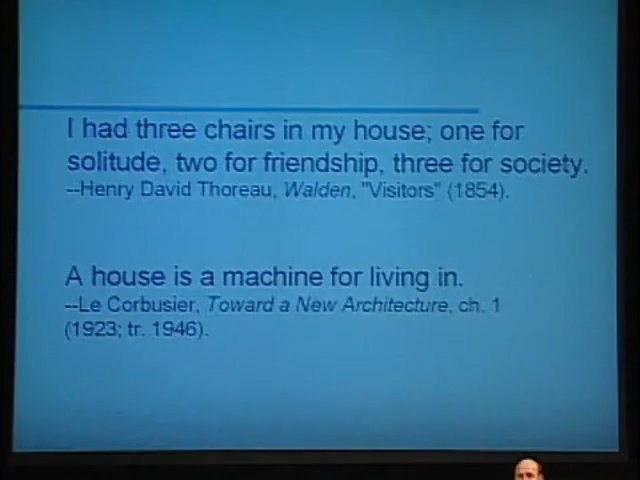 I had three chairs in my house; one for
solitude, two for friendship, three for society.
--Henry David Thoreau, Walden, "Visitors" (1854).
A house is a machine for living in.
--Le Corbusier, Toward a New Architecture, ch. 1
(1923; tr. 1946).